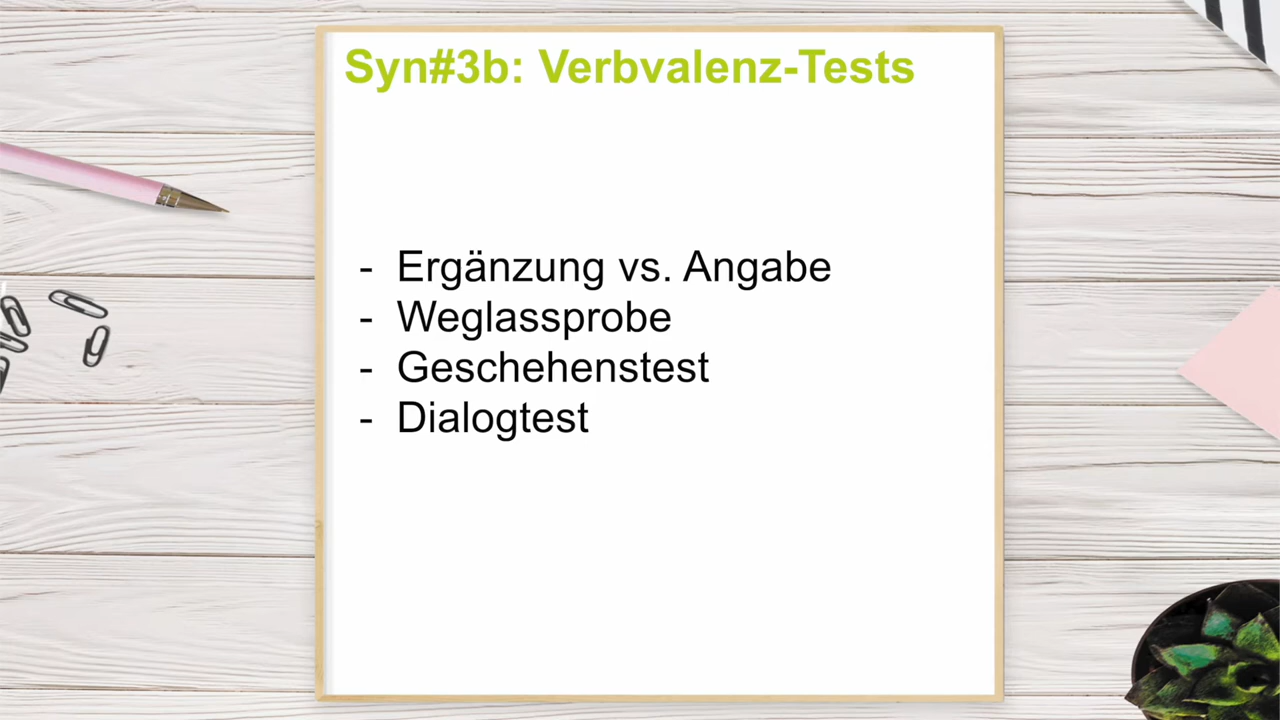 Syn#3b: Verbvalenz-Tests
- Ergänzung vs. Angabe
- Weglassprobe
- Geschehenstest
- Dialogtest